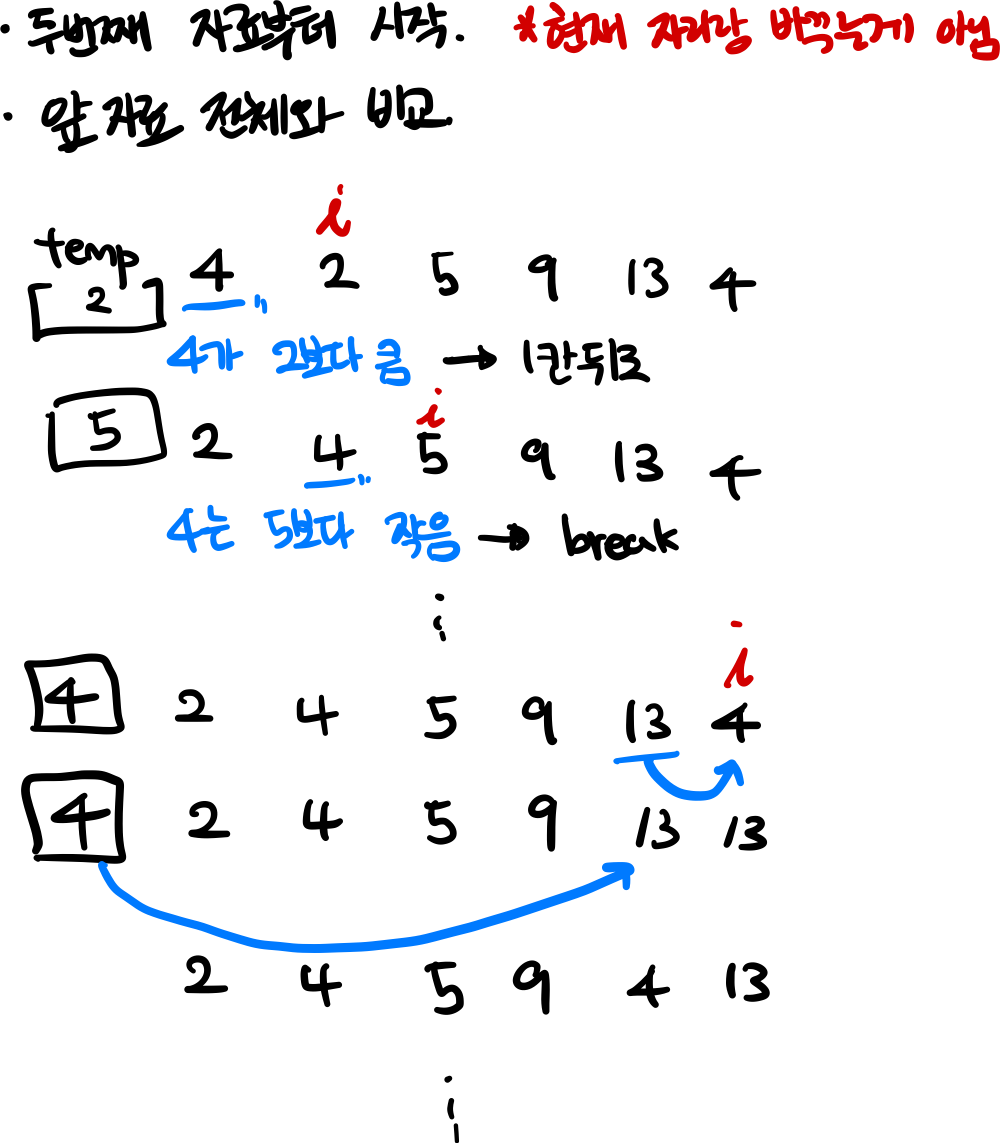 · 두번째 자료부터 시작. *현재 자리랑 바꾸는게 아님
· 앞 자료 전체와 비교
i
temp
2 4 2 5 9 13 4
4가 2보다 큼 → 1칸뒤로
i
5 2 4 5 9 13 4
4는 5보다 작음 → break
⋮
i
4 2 4 5 9 13 4
4 2 4 5 9 13 13
2 4 5 9 4 13
⋮